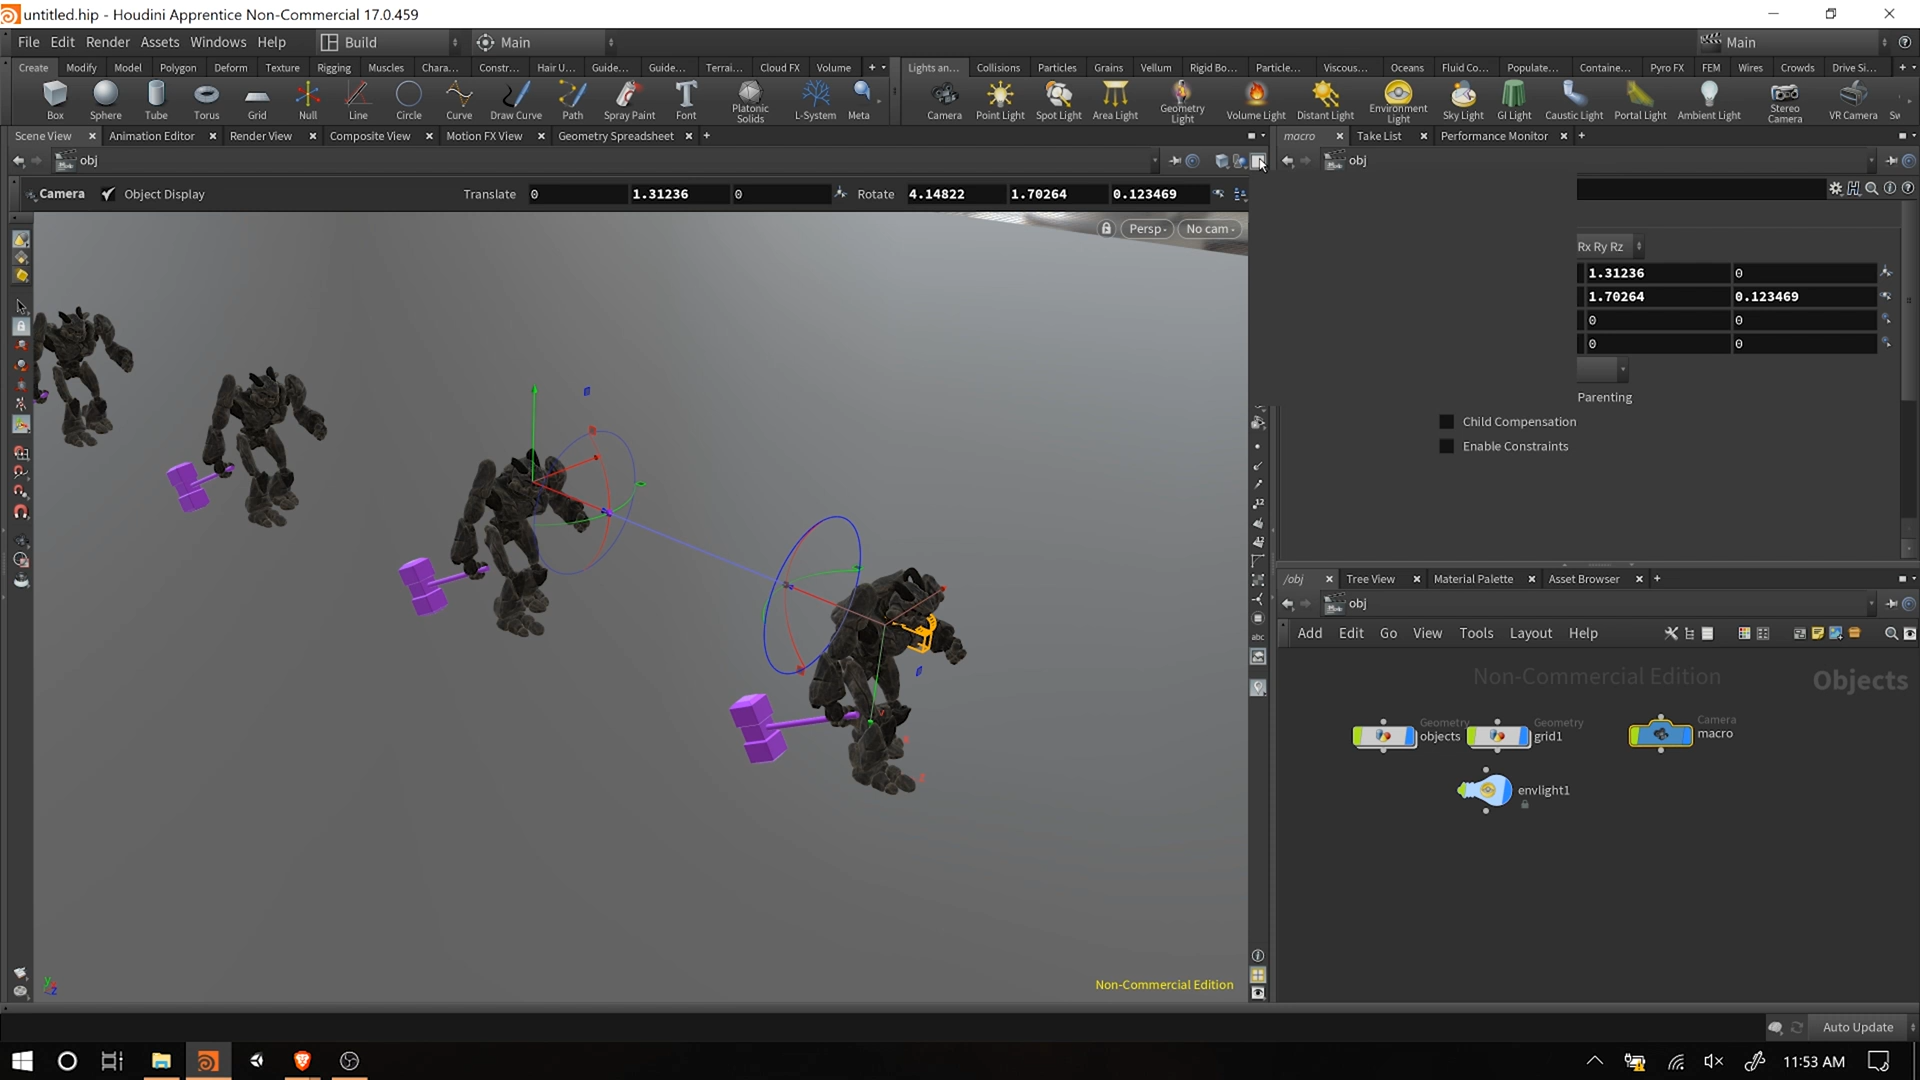 untitled.hip - Houdini Apprentice Non-Commercial 17.0.459
File Edit Render Assets Windows Help Build Main Main
Create Modify Model Polygon Deform Texture Rigging Muscles Chara... Constr... Hair U... Guide... Guide... Terrai... Cloud FX Volume Lights an... Collisions Particles Grains Vellum Rigid Bo... Particle... Viscous... Oceans Fluid Co... Populate... Containe... Pyro FX FEM Wires Crowds Drive Si...
Box Sphere Tube Torus Grid Null Line Circle Curve Draw Curve Path Spray Paint Font Platonic Solids L-System Meta Camera Point Light Spot Light Area Light Geometry Light Volume Light Distant Light Environment Light Sky Light GI Light Caustic Light Portal Light Ambient Light Stereo Camera VR Camera Sw
Scene View Animation Editor Render View Composite View Motion FX View Geometry Spreadsheet macro Take List Performance Monitor
obj obj
Camera Object Display Translate 0 1.31236 0 Rotate 4.14822 1.70264 0.123469
Persp No cam
Rx Ry Rz
1.31236 0
1.70264 0.123469
0 0
0 0
Parenting
Child Compensation
Enable Constraints
/obj Tree View Material Palette Asset Browser
obj
Add Edit Go View Tools Layout Help
abc
Non-Commercial Edition Objects
Geometry
objects
Geometry
grid1
Camera
macro
envlight1
Non-Commercial Edition
Auto Update
11:53 AM